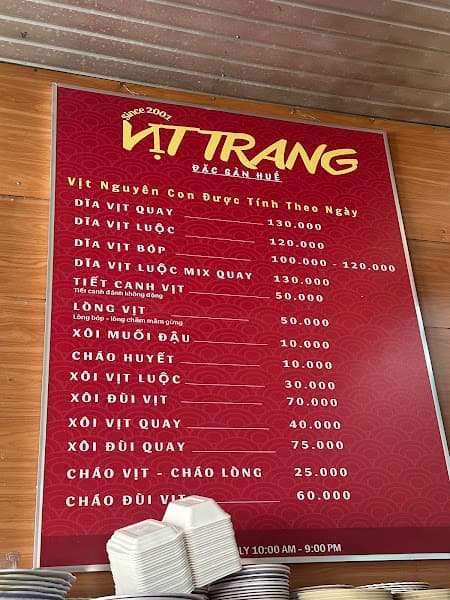 since 2001
VỊT TRANG
ĐẶC SẢN HUẾ
Vịt Nguyên Con Được Tính Theo Ngày
DĨA VỊT QUAY 130.000
DĨA VỊT LUỘC 120.000
DĨA VỊT BÓP 100.000 - 120.000
DĨA VỊT LUỘC MIX QUAY 130.000
TIẾT CANH VỊT 50.000
Tiết canh đánh không đông
LÒNG VỊT 50.000
Lòng bóp - lòng chấm mắm gừng
XÔI MUỐI ĐẬU 10.000
CHÁO HUYẾT 10.000
XÔI VỊT LUỘC 30.000
XÔI ĐÙI VỊT 70.000
XÔI VỊT QUAY 40.000
XÔI ĐÙI QUAY 75.000
CHÁO VỊT - CHÁO LÒNG 25.000
CHÁO ĐÙI VỊT 60.000
LY 10:00 AM - 9:00 PM